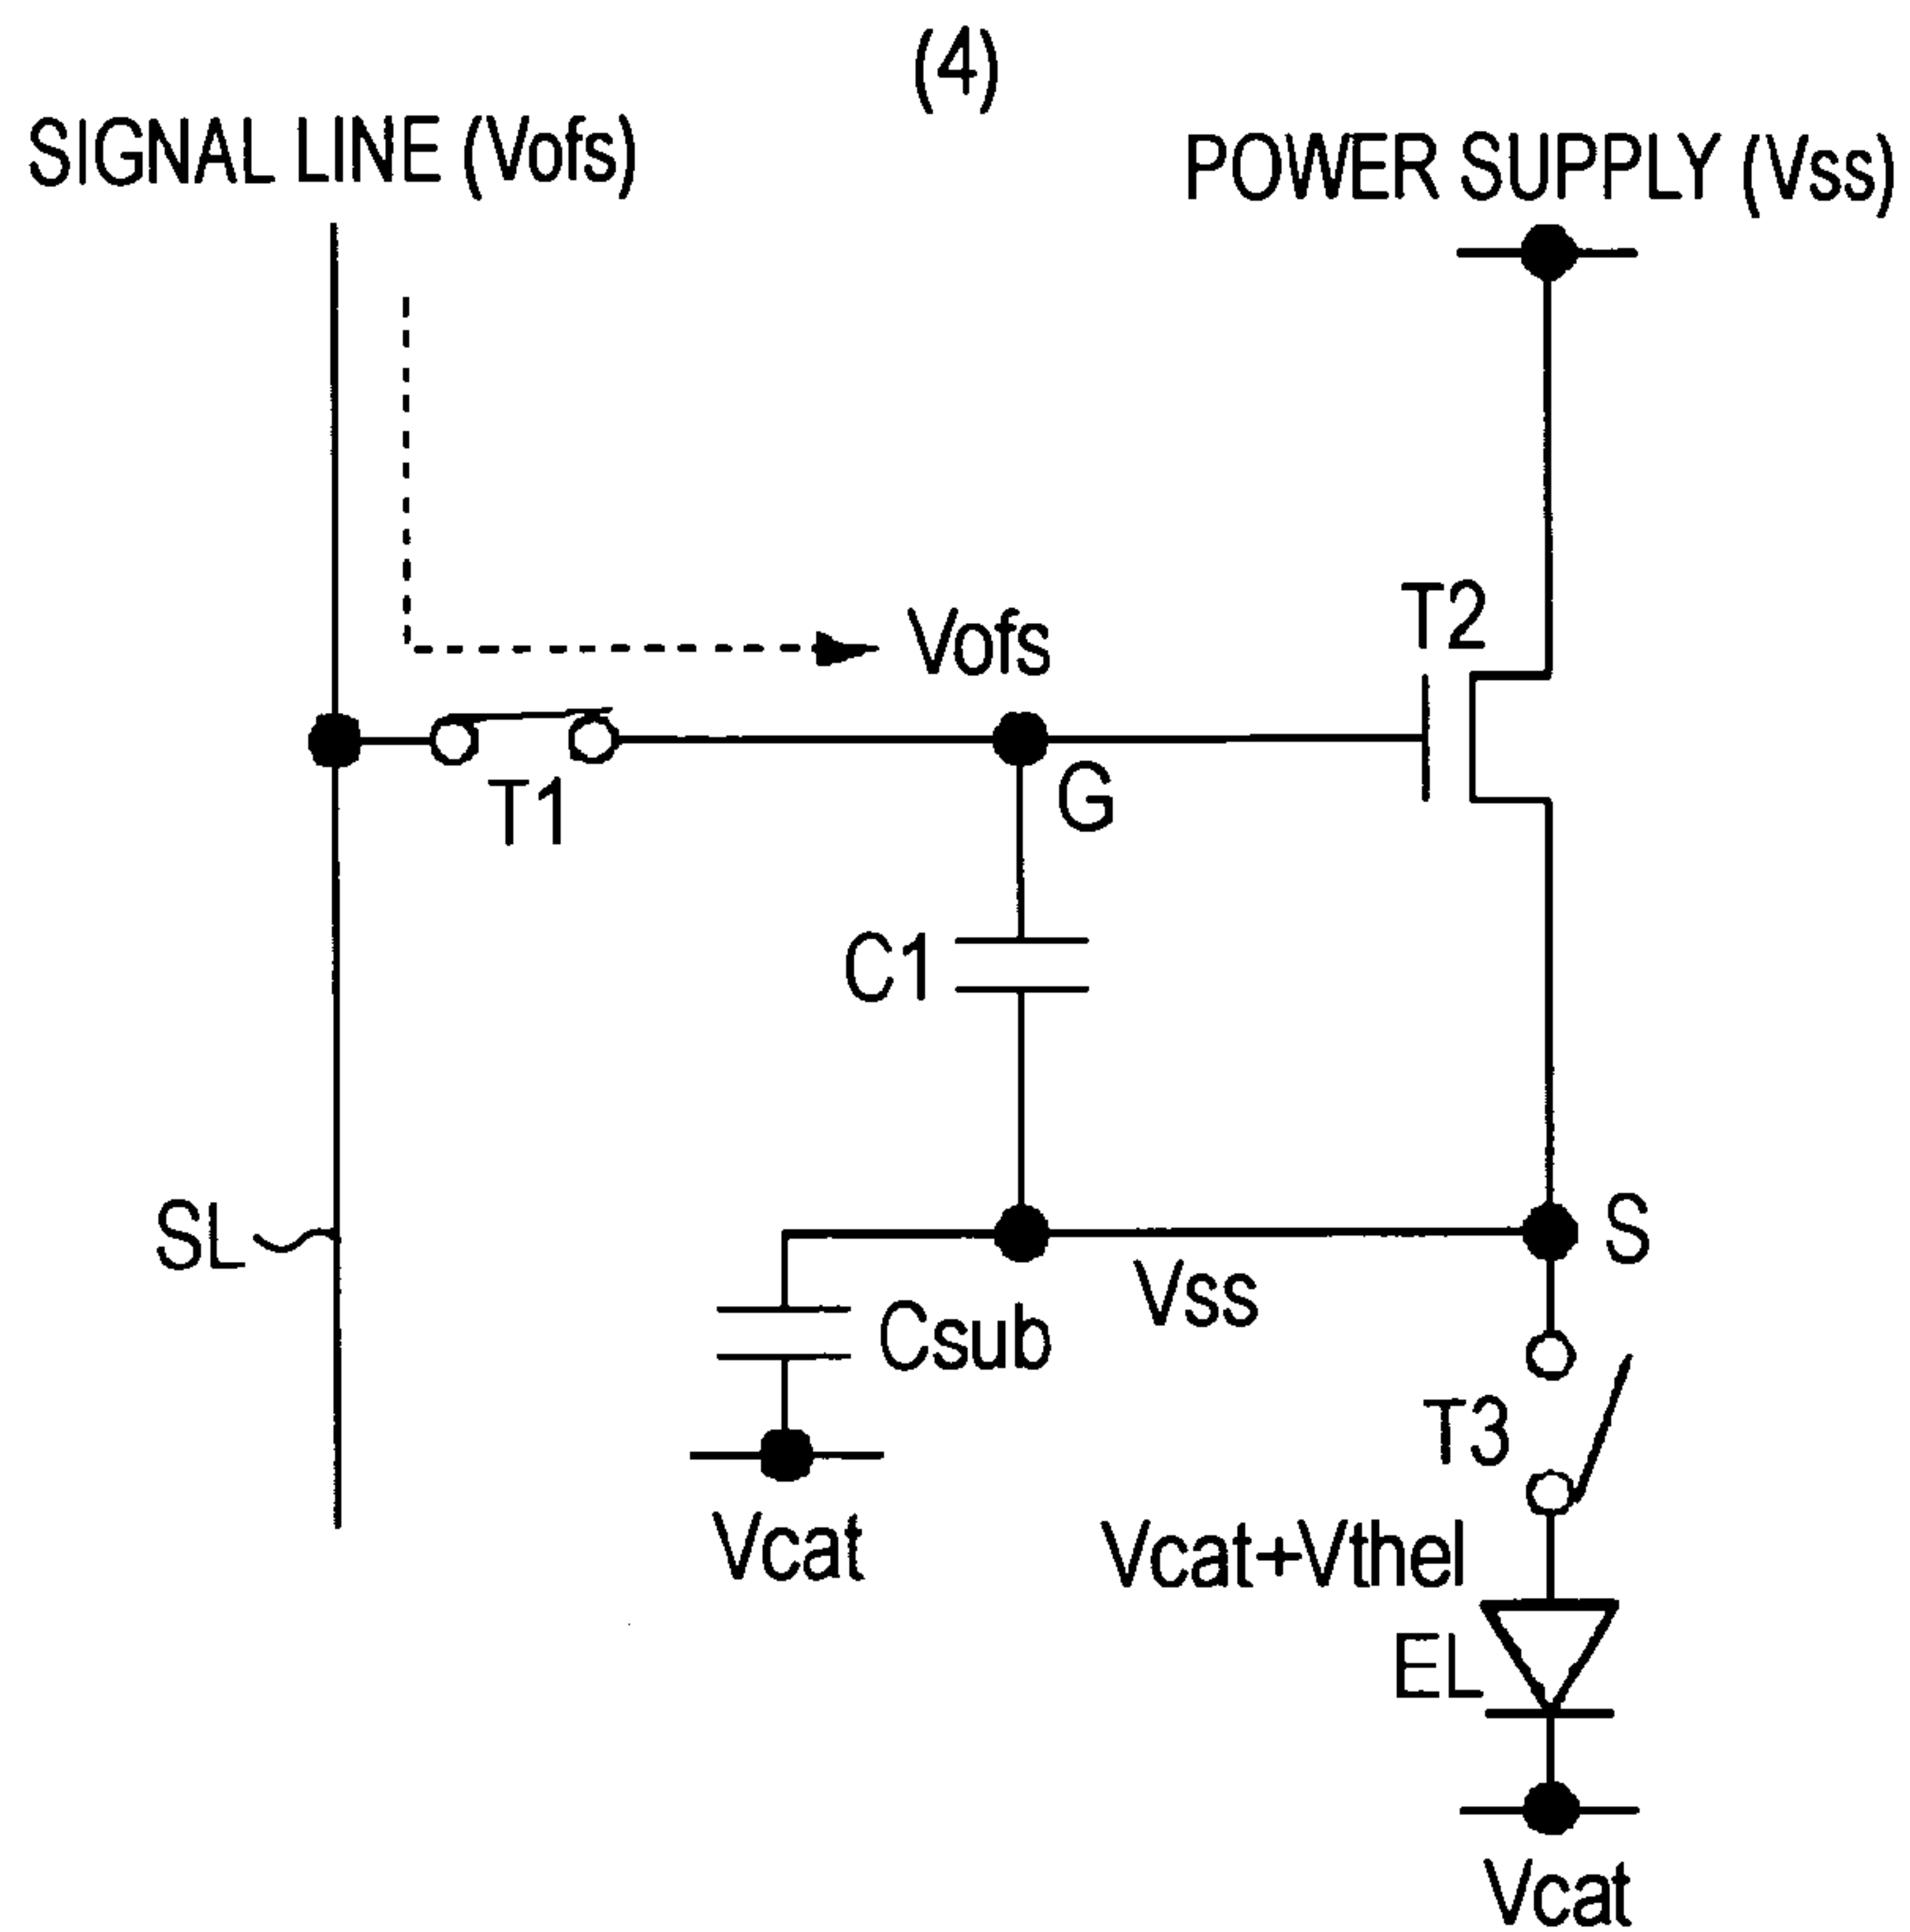 (4)
SIGNAL LINE (Vofs)
POWER SUPPLY (Vss)
T2
Vofs
T1
G
C1
SL
S
Vss
Csub
T3
Vcat
Vcat+Vthel
EL
Vcat